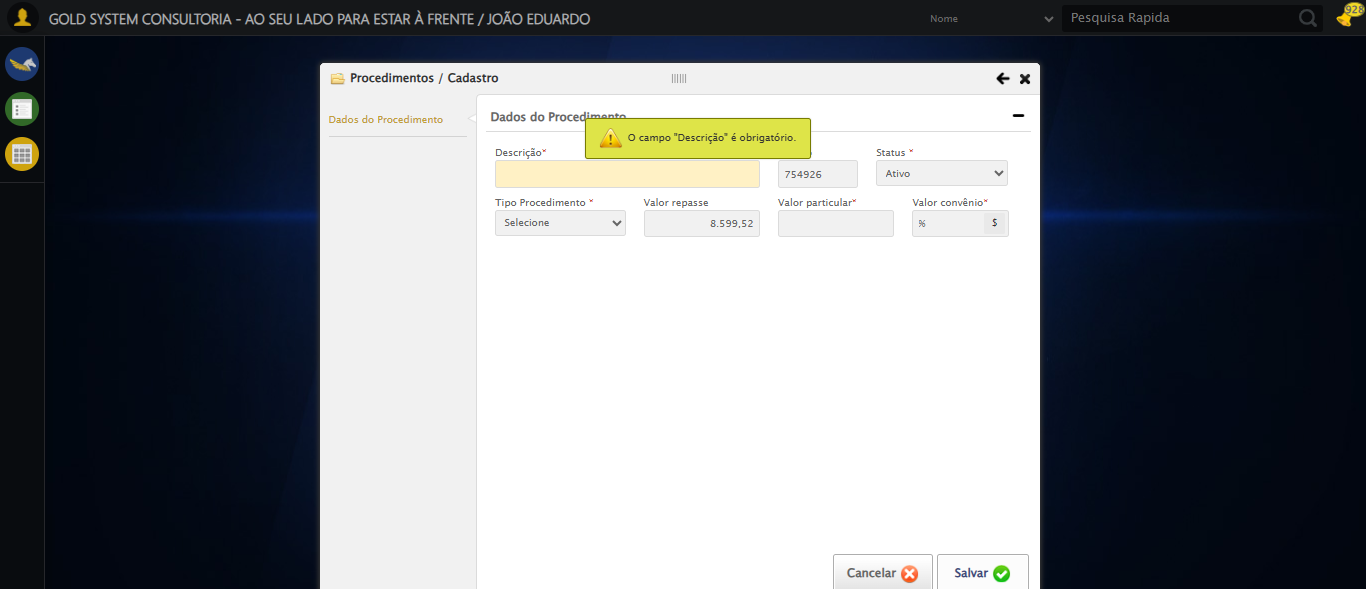 GOLD SYSTEM CONSULTORIA - AO SEU LADO PARA ESTAR À FRENTE / JOÃO EDUARDO
Nome
Pesquisa Rapida
928
Procedimentos / Cadastro
Dados do Procedimento
Dados do Procedimento
O campo "Descrição" é obrigatório.
Descrição*
Status *
754926
Ativo
Tipo Procedimento *
Valor repasse
Valor particular*
Valor convênio*
Selecione
8.599,52
%
$
Cancelar
Salvar